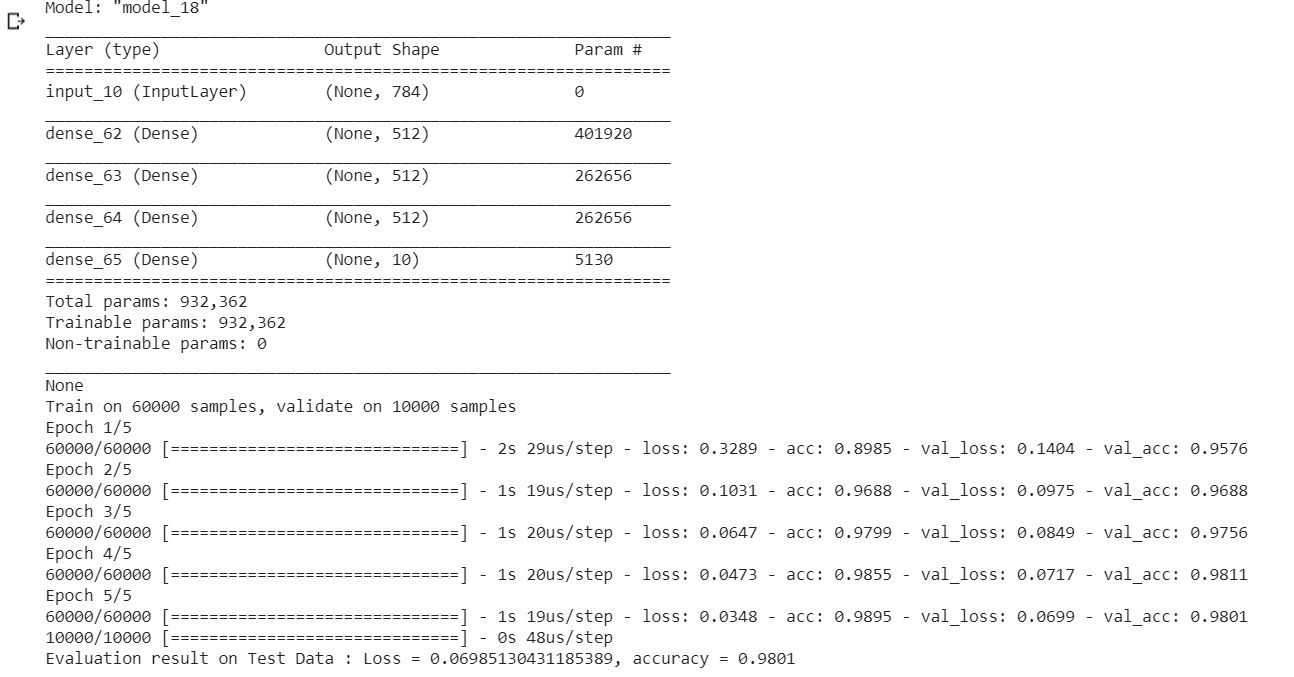 Model: "model_18"
_________________________________________________________________
Layer (type)                 Output Shape              Param #
=================================================================
input_10 (InputLayer)        (None, 784)               0
_________________________________________________________________
dense_62 (Dense)             (None, 512)               401920
_________________________________________________________________
dense_63 (Dense)             (None, 512)               262656
_________________________________________________________________
dense_64 (Dense)             (None, 512)               262656
_________________________________________________________________
dense_65 (Dense)             (None, 10)                5130
=================================================================
Total params: 932,362
Trainable params: 932,362
Non-trainable params: 0
_________________________________________________________________
None
Train on 60000 samples, validate on 10000 samples
Epoch 1/5
60000/60000 [==============================] - 2s 29us/step - loss: 0.3289 - acc: 0.8985 - val_loss: 0.1404 - val_acc: 0.9576
Epoch 2/5
60000/60000 [==============================] - 1s 19us/step - loss: 0.1031 - acc: 0.9688 - val_loss: 0.0975 - val_acc: 0.9688
Epoch 3/5
60000/60000 [==============================] - 1s 20us/step - loss: 0.0647 - acc: 0.9799 - val_loss: 0.0849 - val_acc: 0.9756
Epoch 4/5
60000/60000 [==============================] - 1s 20us/step - loss: 0.0473 - acc: 0.9855 - val_loss: 0.0717 - val_acc: 0.9811
Epoch 5/5
60000/60000 [==============================] - 1s 19us/step - loss: 0.0348 - acc: 0.9895 - val_loss: 0.0699 - val_acc: 0.9801
10000/10000 [==============================] - 0s 48us/step
Evaluation result on Test Data : Loss = 0.06985130431185389, accuracy = 0.9801